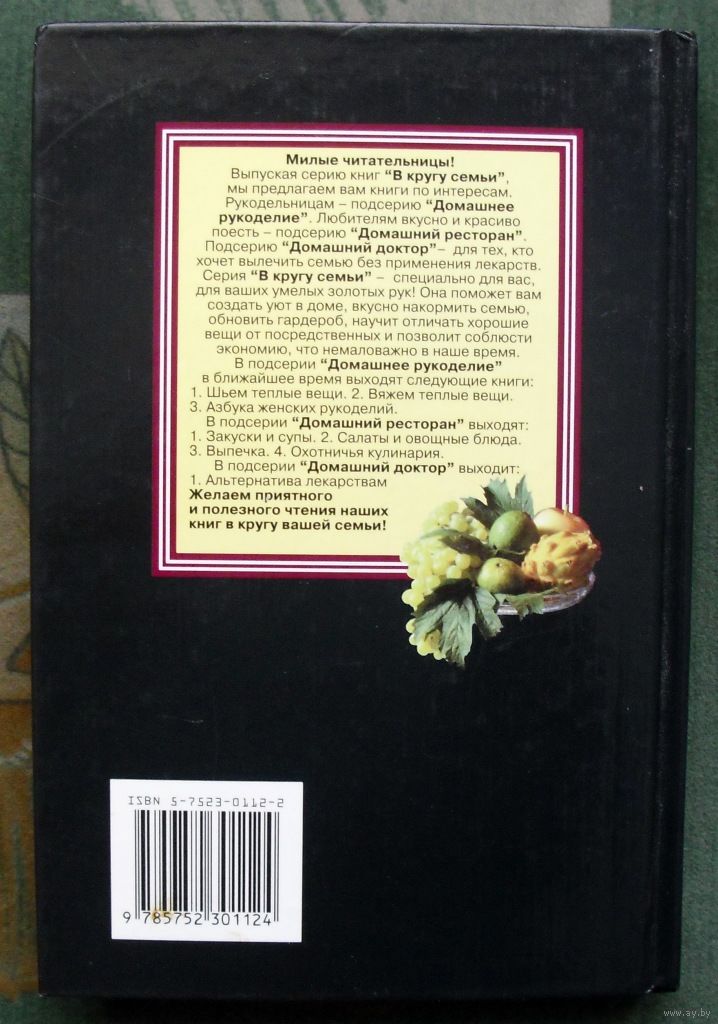 Милые читательницы!
Выпуская серию книг “В кругу семьи”,
мы предлагаем вам книги по интересам.
Рукодельницам – подсерию “Домашнее
рукоделие”. Любителям вкусно и красиво
поесть – подсерию “Домашний ресторан”.
Подсерию “Домашний доктор”– для тех, кто
хочет вылечить семью без применения лекарств.
Серия “В кругу семьи” – специально для вас,
для ваших умелых золотых рук! Она поможет вам
создать уют в доме, вкусно накормить семью,
обновить гардероб, научит отличать хорошие
вещи от посредственных и позволит соблюсти
экономию, что немаловажно в наше время.
В подсерии “Домашнее рукоделие”
в ближайшее время выходят следующие книги:
1. Шьем теплые вещи. 2. Вяжем теплые вещи.
3. Азбука женских рукоделий.
В подсерии “Домашний ресторан” выходят:
1. Закуски и супы. 2. Салаты и овощные блюда.
3. Выпечка. 4. Охотничья кулинария.
В подсерии “Домашний доктор” выходит:
1. Альтернатива лекарствам
Желаем приятного
и полезного чтения наших
книг в кругу вашей семьи!
ISBN 5-7523-0112-2
9 785752 301124
www.ay.by